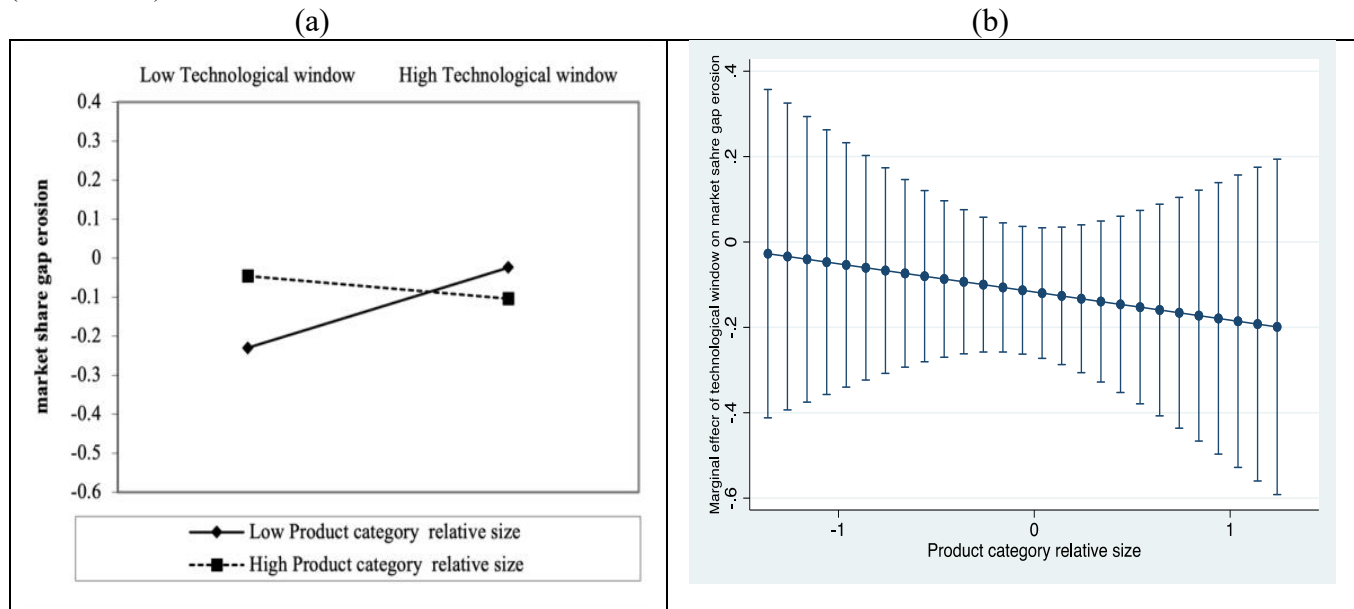 (a)
(b)
Low Technological window High Technological window
0.4
0.3
0.2
0.1
0
-0.1
-0.2
-0.3
-0.4
-0.5
-0.6
market share gap erosion
Low Product category relative size
High Product category relative size
Marginal effecr of technological window on market sahre gap erosion
.4
.2
0
-.2
-.4
-.6
-1 0 1
Product category relative size